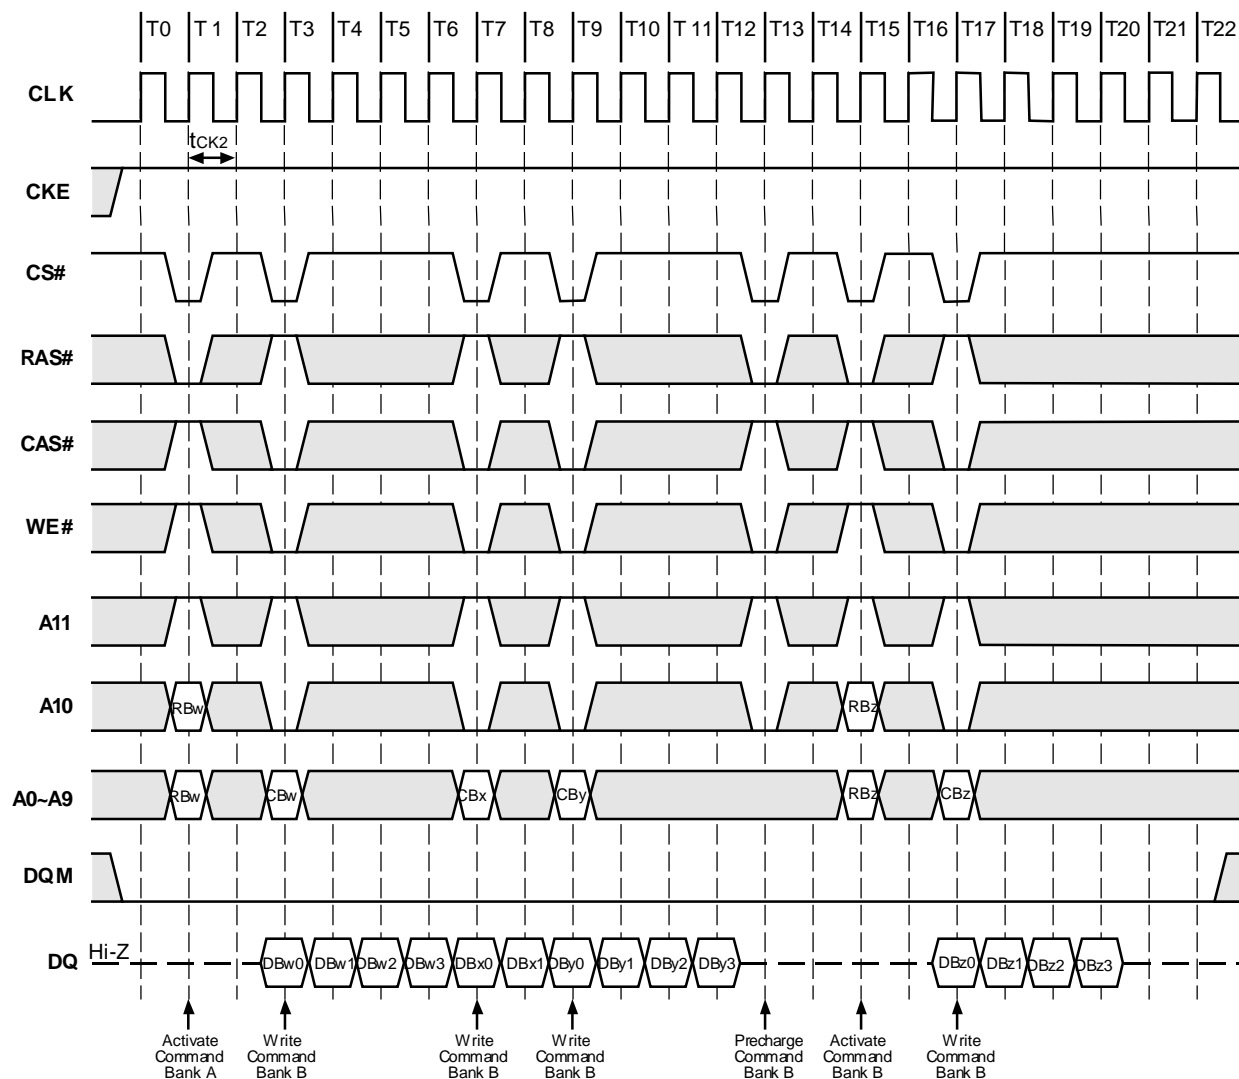 T0 T 1 T2 T3 T4 T5 T6 T7 T8 T9 T10 T 11 T12 T13 T14 T15 T16 T17 T18 T19 T20 T21 T22
CLK
tCK2
CKE
CS#
RAS#
CAS#
WE#
A11
A10 RBw RBz
A0~A9 RBw CBw CBx CBy RBz CBz
DQM
DQ Hi-Z DBw0 DBw1 DBw2 DBw3 DBx0 DBx1 DBy0 DBy1 DBy2 DBy3 DBz0 DBz1 DBz2 DBz3
Activate
Command
Bank A
Write
Command
Bank B
Write
Command
Bank B
Write
Command
Bank B
Precharge
Command
Bank B
Activate
Command
Bank B
Write
Command
Bank B